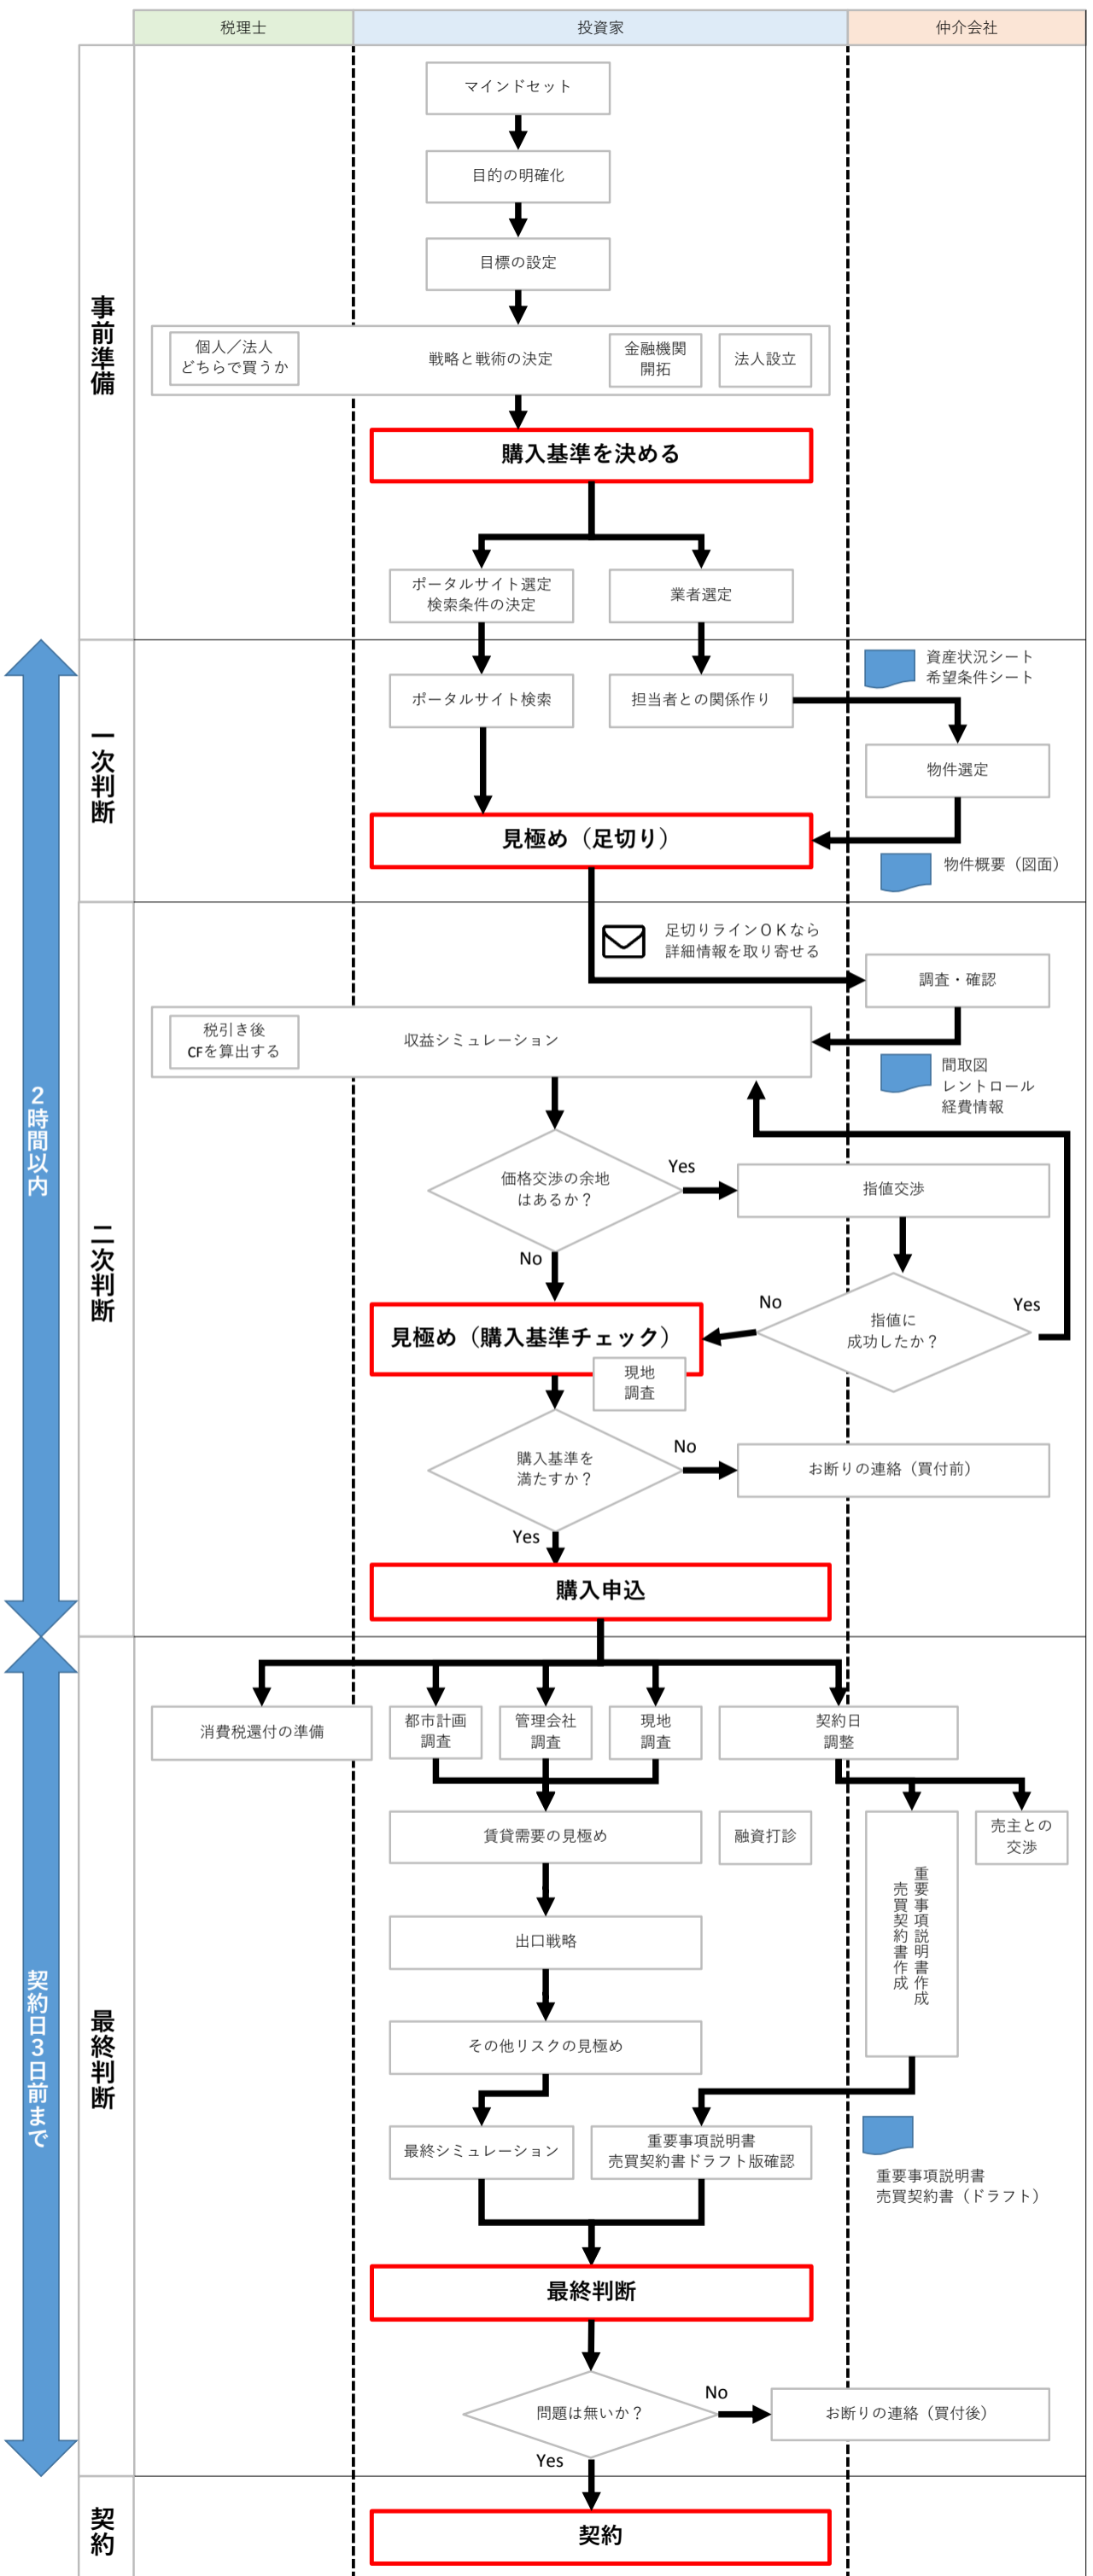 税理士
投資家
仲介会社
事前準備
マインドセット
目的の明確化
目標の設定
個人／法人
どちらで買うか
戦略と戦術の決定
金融機関
開拓
法人設立
購入基準を決める
ポータルサイト選定
検索条件の決定
業者選定
一次判断
ポータルサイト検索
担当者との関係作り
資産状況シート
希望条件シート
物件選定
見極め（足切り）
物件概要（図面）
2時間以内
二次判断
足切りラインＯＫなら
詳細情報を取り寄せる
調査・確認
税引き後
CFを算出する
収益シミュレーション
間取図
レントロール
経費情報
価格交渉の余地
はあるか？
Yes
指値交渉
No
指値に
成功したか？
No
Yes
見極め（購入基準チェック）
現地
調査
購入基準を
満たすか？
No
お断りの連絡（買付前）
Yes
購入申込
契約日3日前まで
最終判断
消費税還付の準備
都市計画
調査
管理会社
調査
現地
調査
契約日
調整
賃貸需要の見極め
融資打診
重要事項説明書作成
売買契約書作成
売主との
交渉
出口戦略
その他リスクの見極め
最終シミュレーション
重要事項説明書
売買契約書ドラフト版確認
重要事項説明書
売買契約書（ドラフト）
最終判断
問題は無いか？
No
お断りの連絡（買付後）
Yes
契約
契約